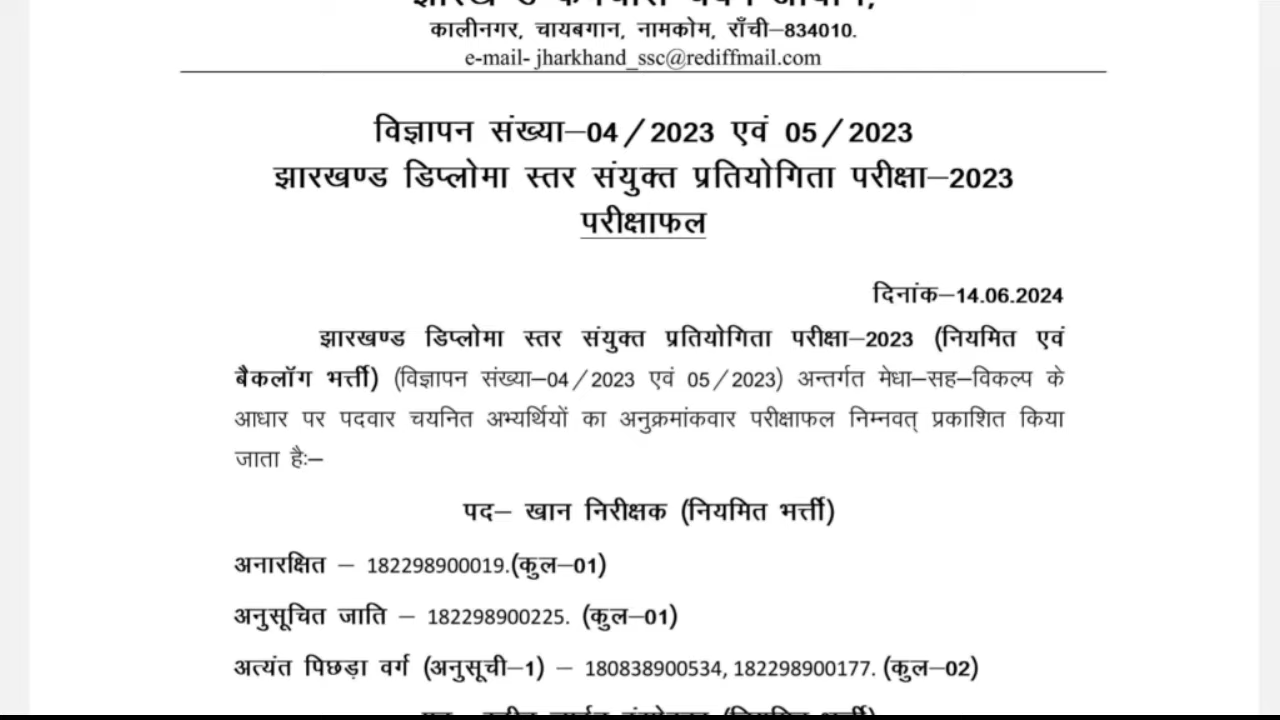 कालीनगर, चायबगान, नामकोम, राँची–834010.
e-mail- jharkhand_ssc@rediffmail.com
विज्ञापन संख्या–04/2023 एवं 05/2023
झारखण्ड डिप्लोमा स्तर संयुक्त प्रतियोगिता परीक्षा–2023
परीक्षाफल
दिनांक–14.06.2024
झारखण्ड डिप्लोमा स्तर संयुक्त प्रतियोगिता परीक्षा–2023 (नियमित एवं
बैकलॉग भर्त्ती) (विज्ञापन संख्या–04/2023 एवं 05/2023) अन्तर्गत मेधा–सह–विकल्प के
आधार पर पदवार चयनित अभ्यर्थियों का अनुक्रमांकवार परीक्षाफल निम्नवत् प्रकाशित किया
जाता हैः–
पद– खान निरीक्षक (नियमित भर्त्ती)
अनारक्षित – 182298900019.(कुल–01)
अनुसूचित जाति – 182298900225. (कुल–01)
अत्यंत पिछड़ा वर्ग (अनुसूची–1) – 180838900534, 182298900177. (कुल–02)